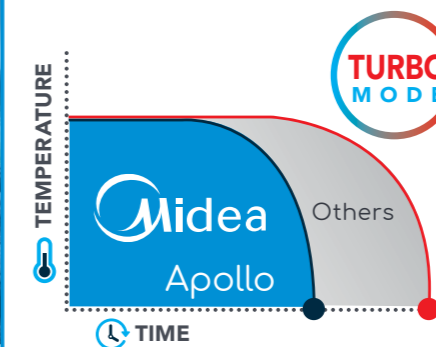 TURBO
MODE
TEMPERATURE
Midea
Others
Apollo
TIME